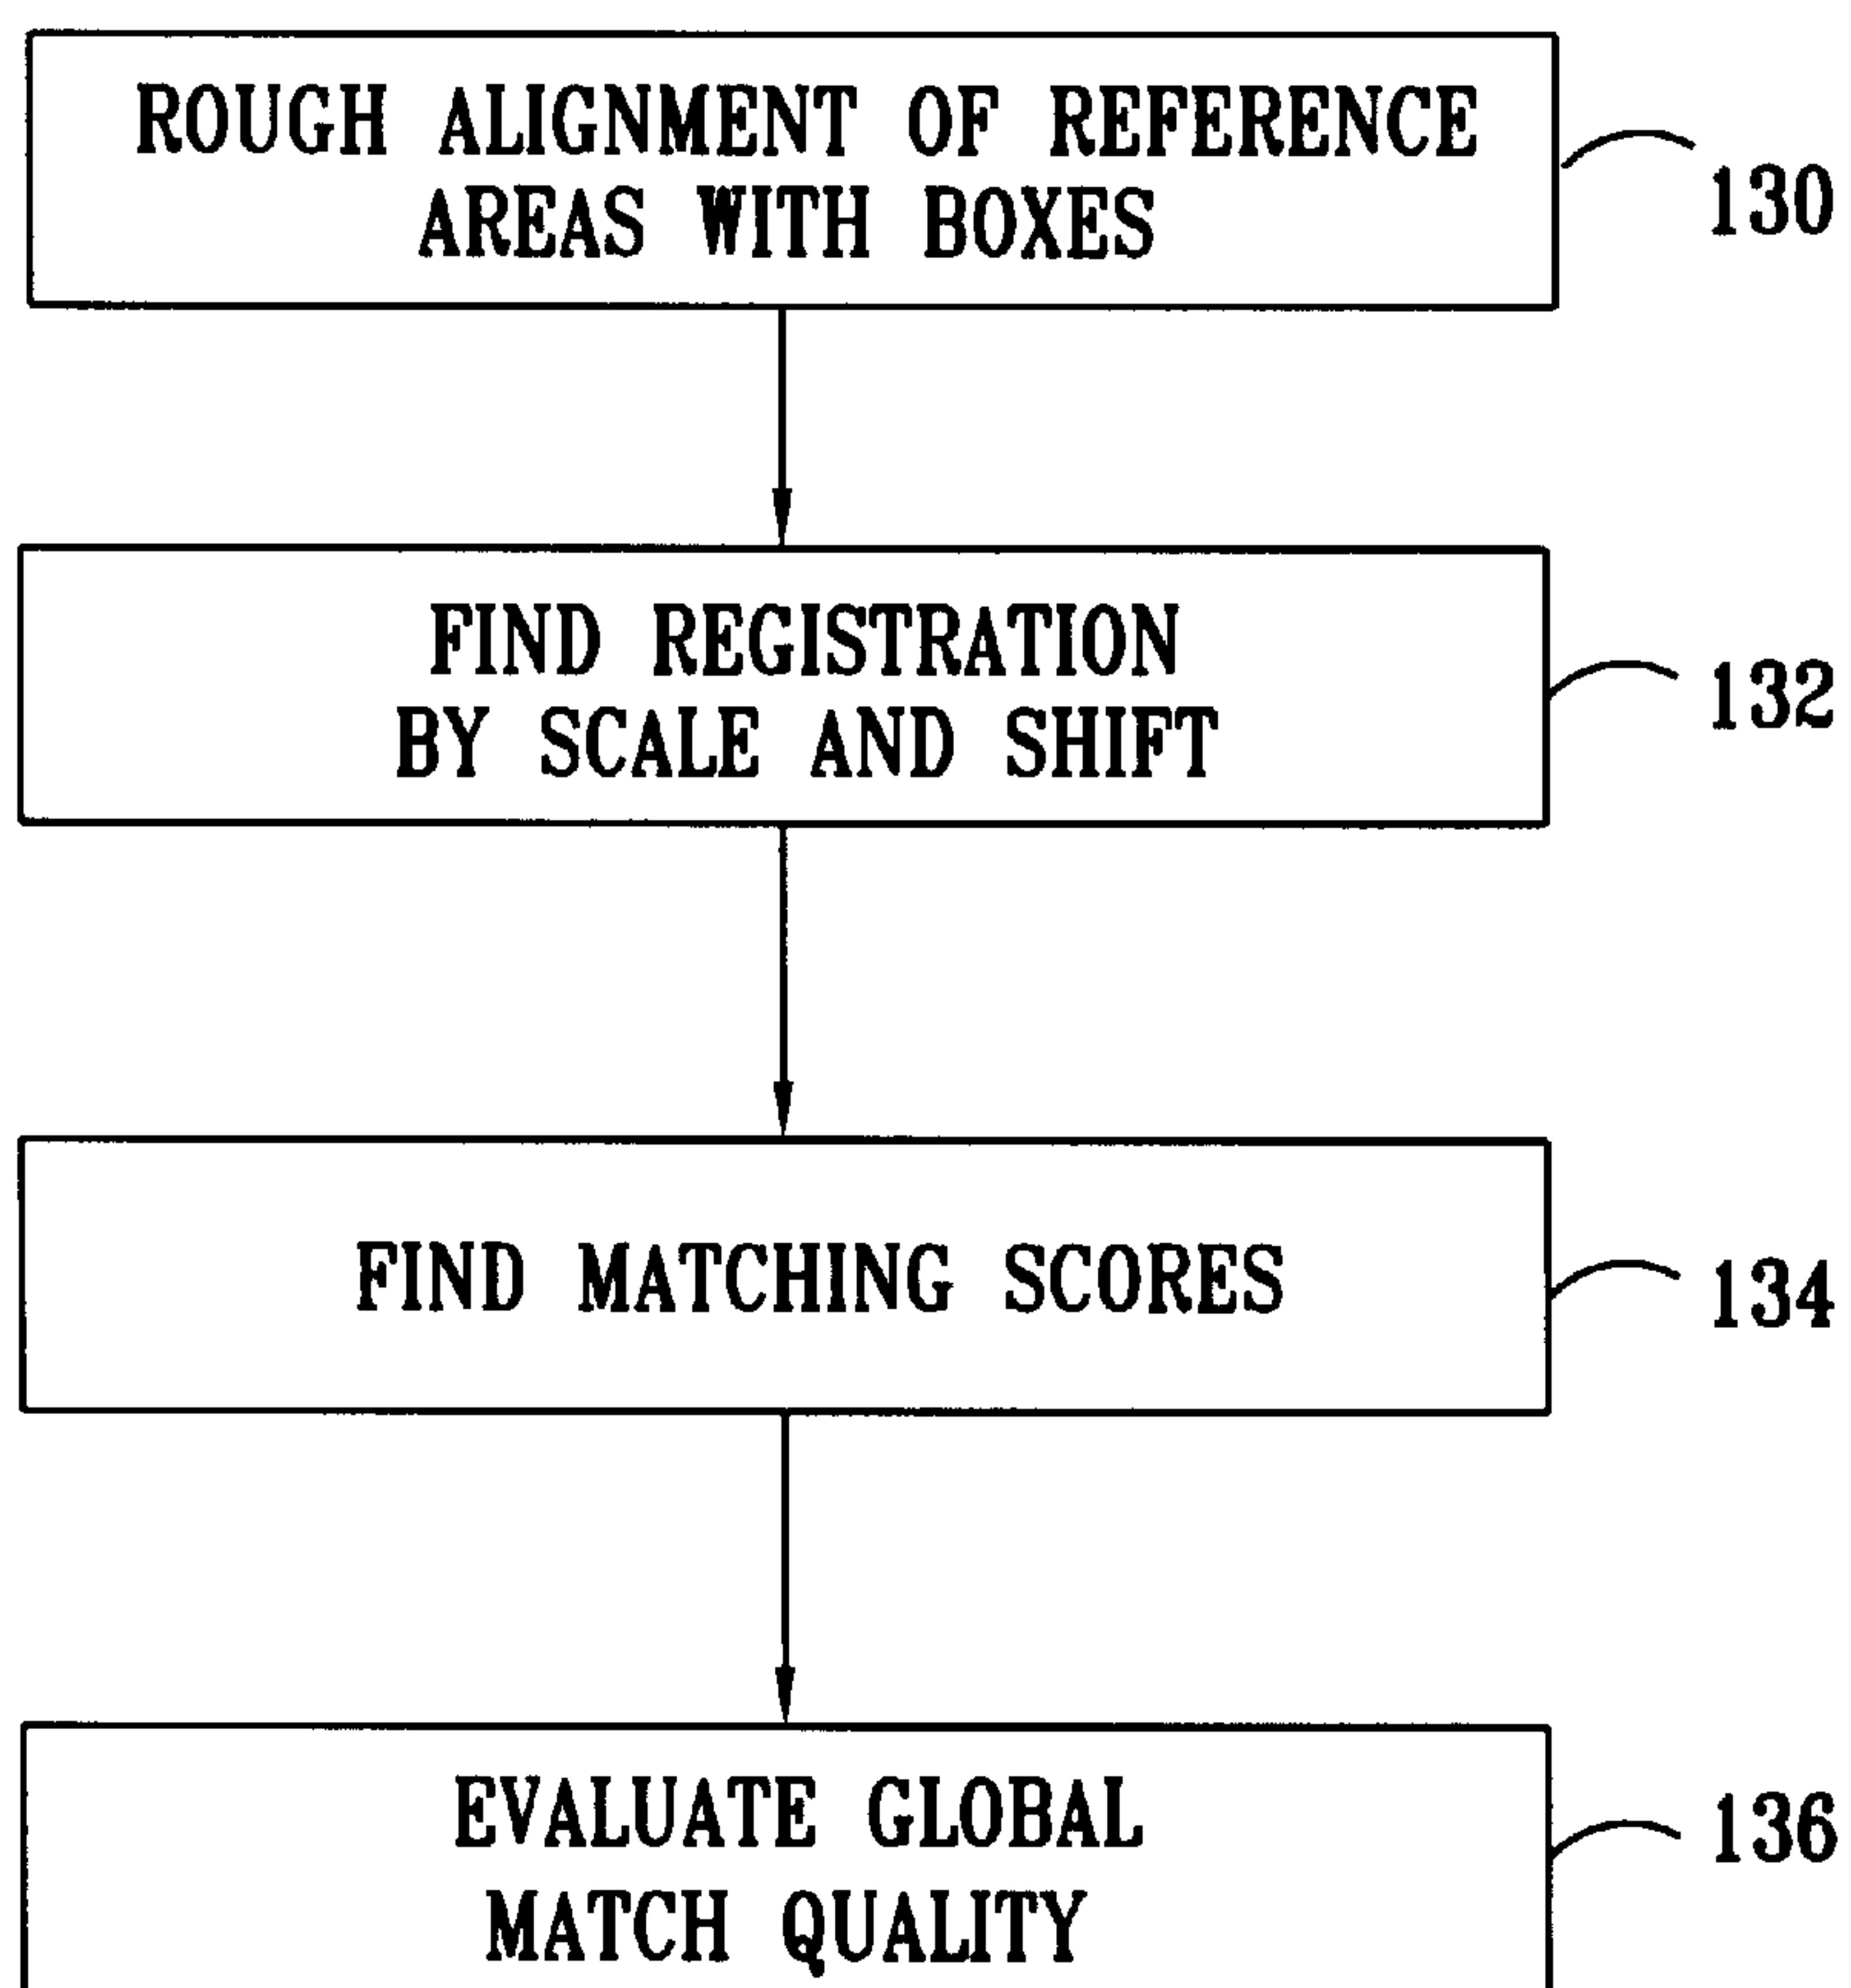 ROUGH ALIGNMENT OF REFERENCE
AREAS WITH BOXES
130
FIND REGISTRATION
BY SCALE AND SHIFT
132
FIND MATCHING SCORES
134
EVALUATE GLOBAL
MATCH QUALITY
136